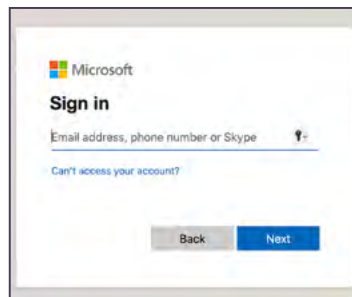 Microsoft
Sign in
Email address, phone number or Skype
Can't access your account?
Back
Next